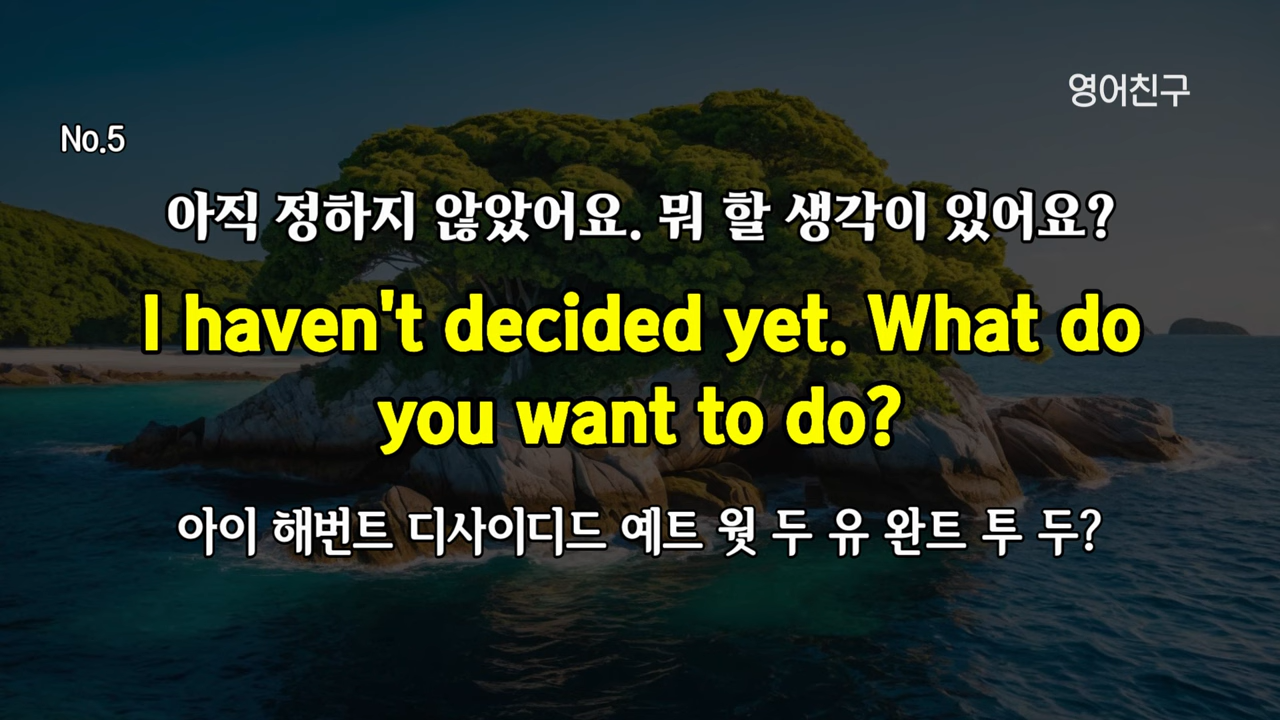 영어친구
No.5
아직 정하지 않았어요. 뭐 할 생각이 있어요?
I haven't decided yet. What do
you want to do?
아이 해번트 디사이디드 예트 웟 두 유 완트 투 두?